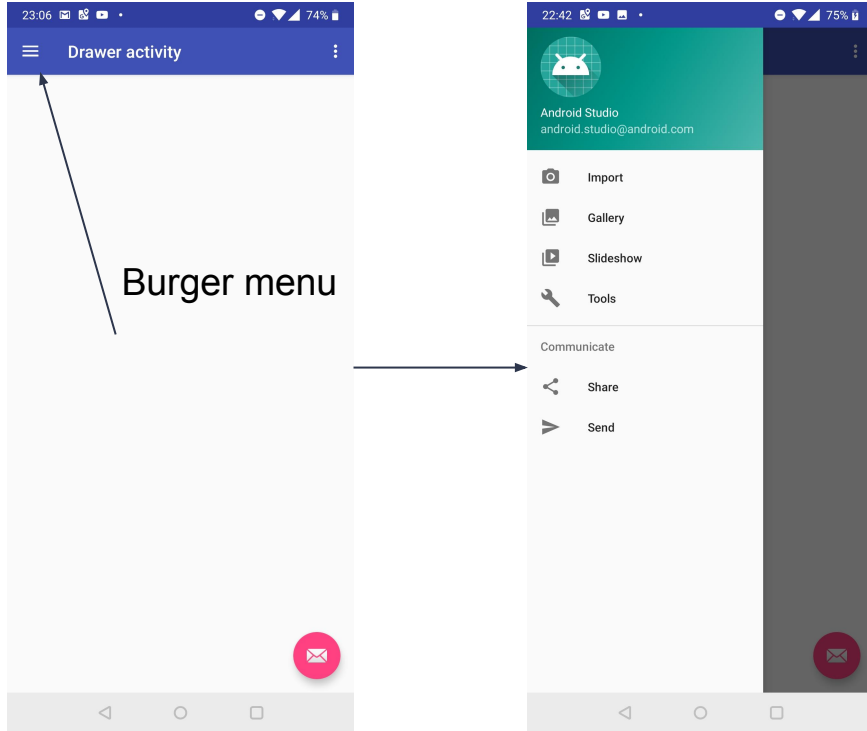 23:06
74%
Drawer activity
Burger menu
22:42
75%
Android Studio
android.studio@android.com
Import
Gallery
Slideshow
Tools
Communicate
Share
Send